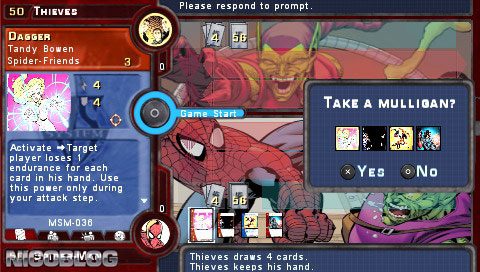 50 THIEVES
Please respond to prompt.
DAGGER
Tandy Bowen
Spider-Friends 3
4
4
4 56
0
Game Start
TAKE A MULLIGAN?
Yes No
Activate ➔Target
player loses 1
endurance for each
card in his hand. Use
this power only during
your attack step.
MSM-036
4 56
0
SPIDER-MAN
NICOBLOG
Thieves draws 4 cards.
Thieves keeps his hand.